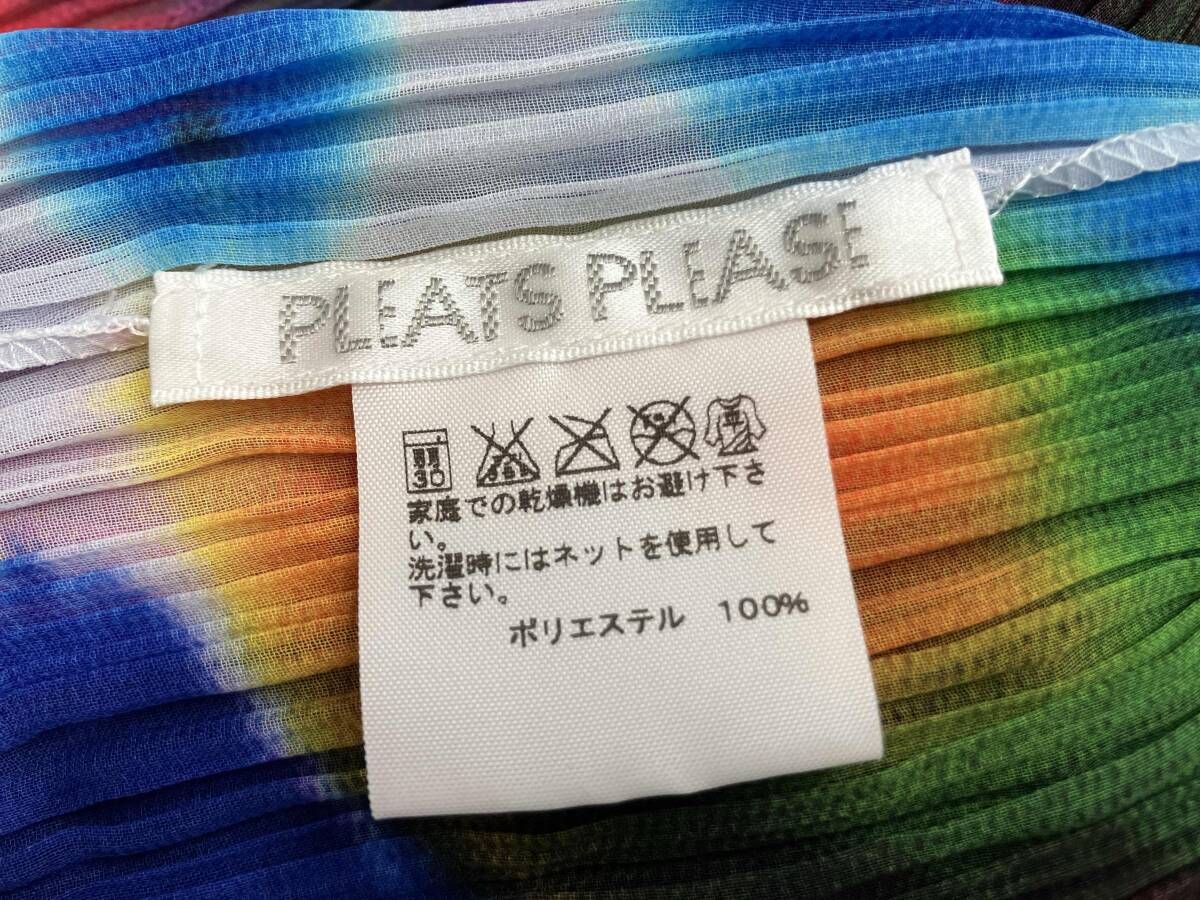 PLEATS PLEASE
30
平
家庭での乾燥機はお避け下さ
い。
洗濯時にはネットを使用して
下さい。
ポリエステル 100%